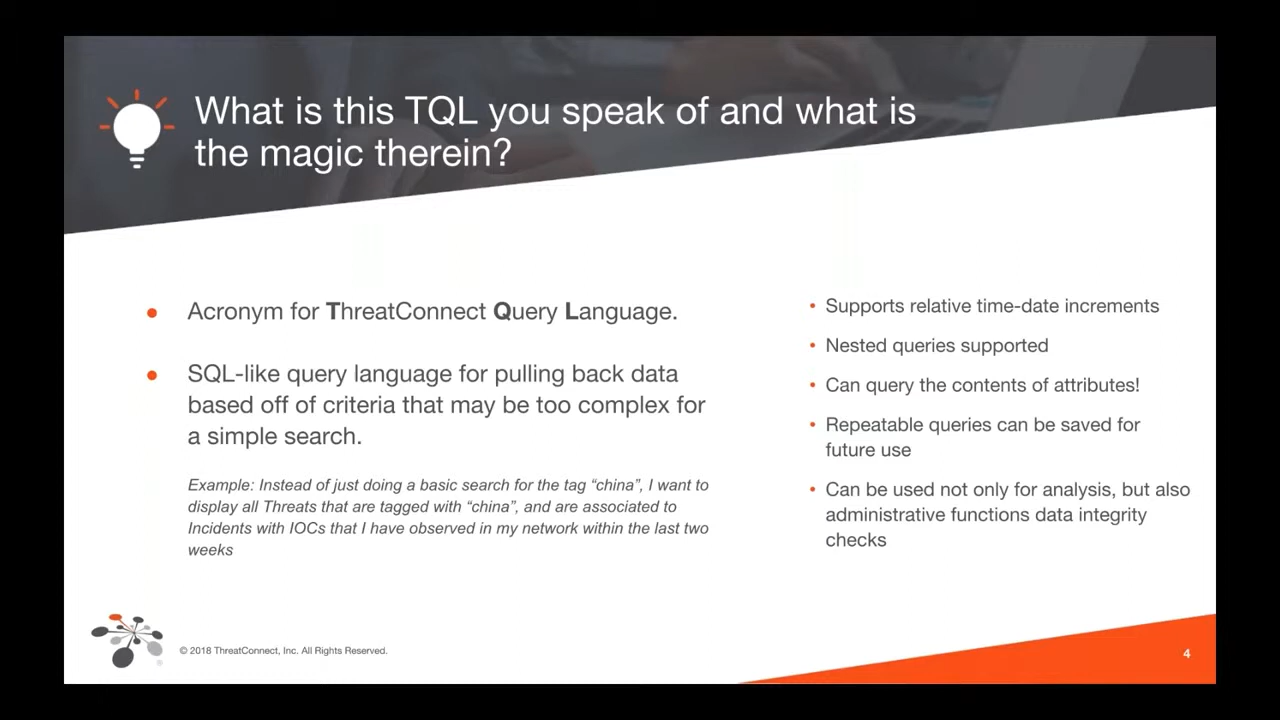 What is this TQL you speak of and what is
the magic therein?
● Acronym for ThreatConnect Query Language.
● SQL-like query language for pulling back data
based off of criteria that may be too complex for
a simple search.
Example: Instead of just doing a basic search for the tag “china”, I want to
display all Threats that are tagged with “china”, and are associated to
Incidents with IOCs that I have observed in my network within the last two
weeks
• Supports relative time-date increments
• Nested queries supported
• Can query the contents of attributes!
• Repeatable queries can be saved for
future use
• Can be used not only for analysis, but also
administrative functions data integrity
checks
© 2018 ThreatConnect, Inc. All Rights Reserved.
4